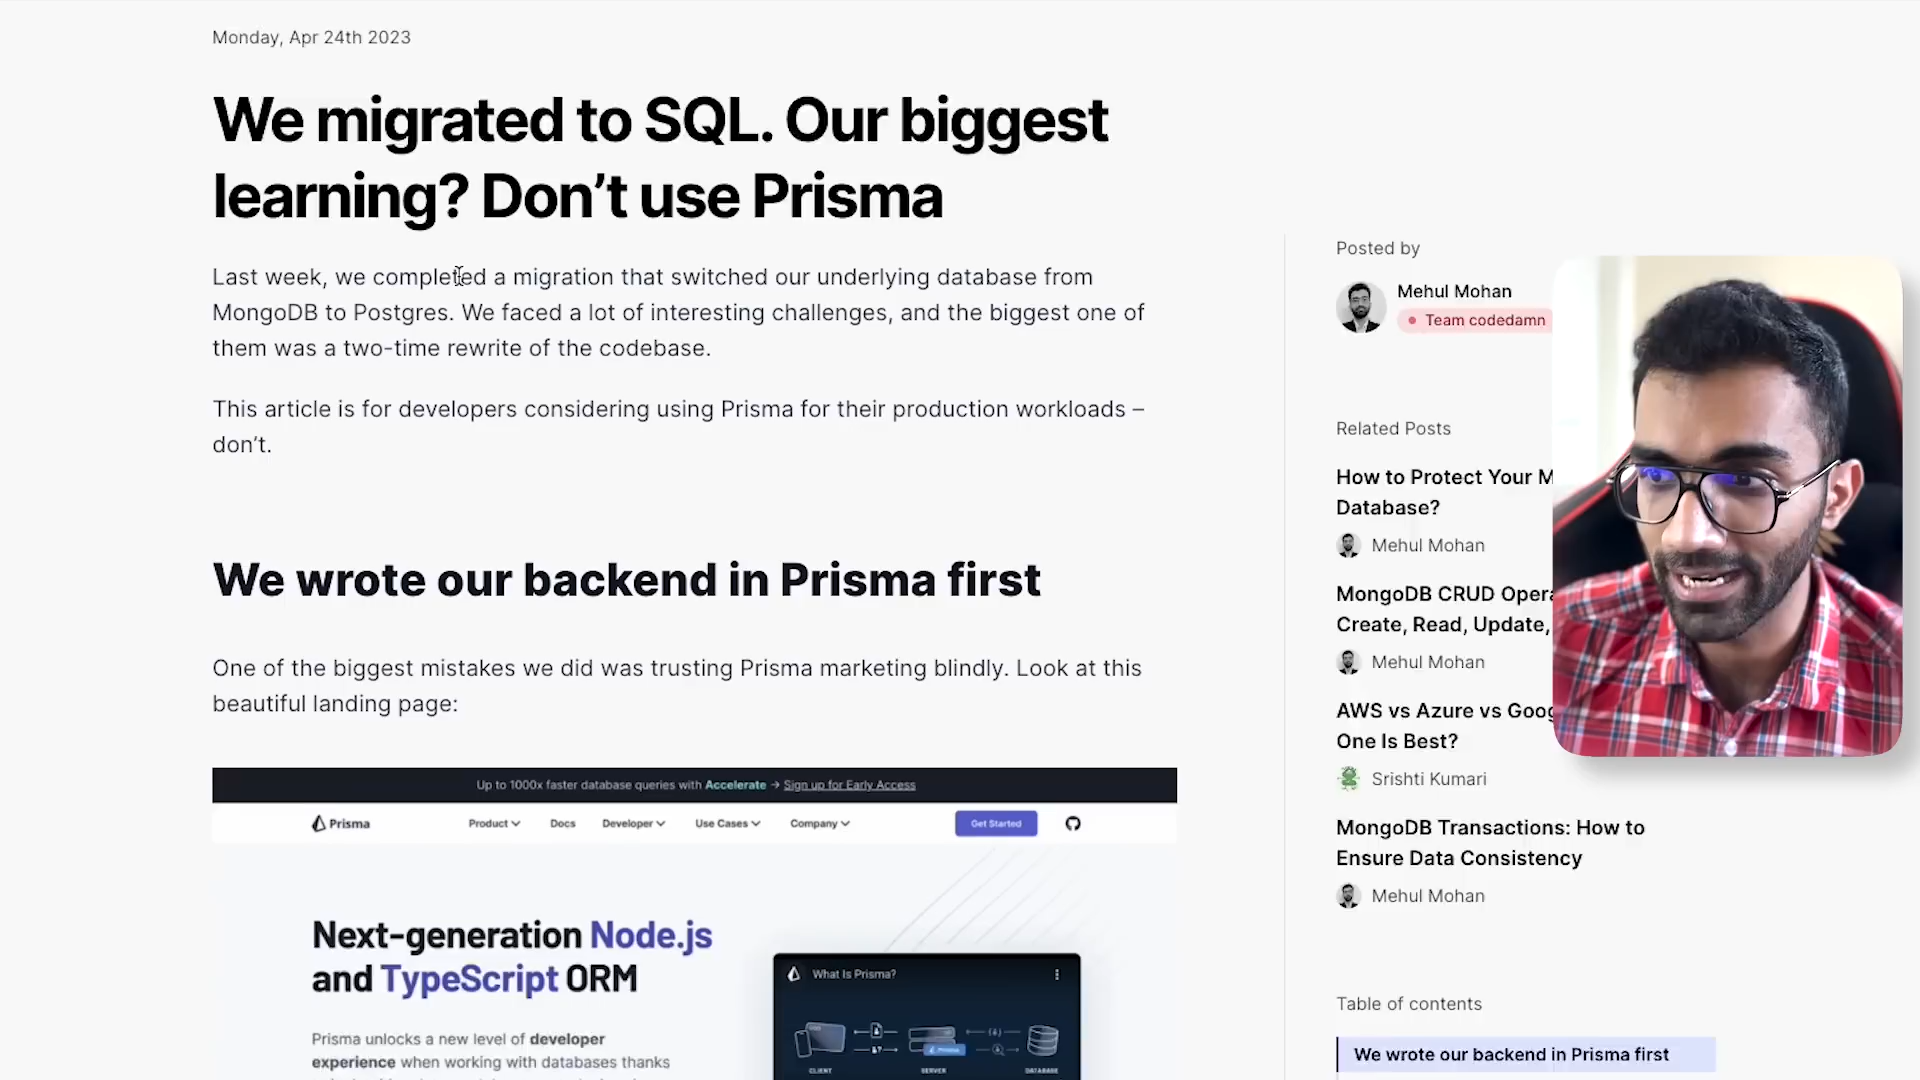 Monday, Apr 24th 2023
We migrated to SQL. Our biggest
learning? Don't use Prisma
Last week, we completed a migration that switched our underlying database from
MongoDB to Postgres. We faced a lot of interesting challenges, and the biggest one of
them was a two-time rewrite of the codebase.
This article is for developers considering using Prisma for their production workloads –
don't.
We wrote our backend in Prisma first
One of the biggest mistakes we did was trusting Prisma marketing blindly. Look at this
beautiful landing page:
Up to 1000x faster database queries with Accelerate → Sign up for Early Access
Prisma Product Docs Developer Use Cases Company Get Started
Next-generation Node.js
and TypeScript ORM
Prisma unlocks a new level of developer
experience when working with databases thanks
What Is Prisma?
CLIENT SERVER DATABASE
Posted by
Mehul Mohan
Team codedamn
Related Posts
How to Protect Your M
Database?
Mehul Mohan
MongoDB CRUD Opera
Create, Read, Update,
Mehul Mohan
AWS vs Azure vs Goog
One Is Best?
Srishti Kumari
MongoDB Transactions: How to
Ensure Data Consistency
Mehul Mohan
Table of contents
We wrote our backend in Prisma first